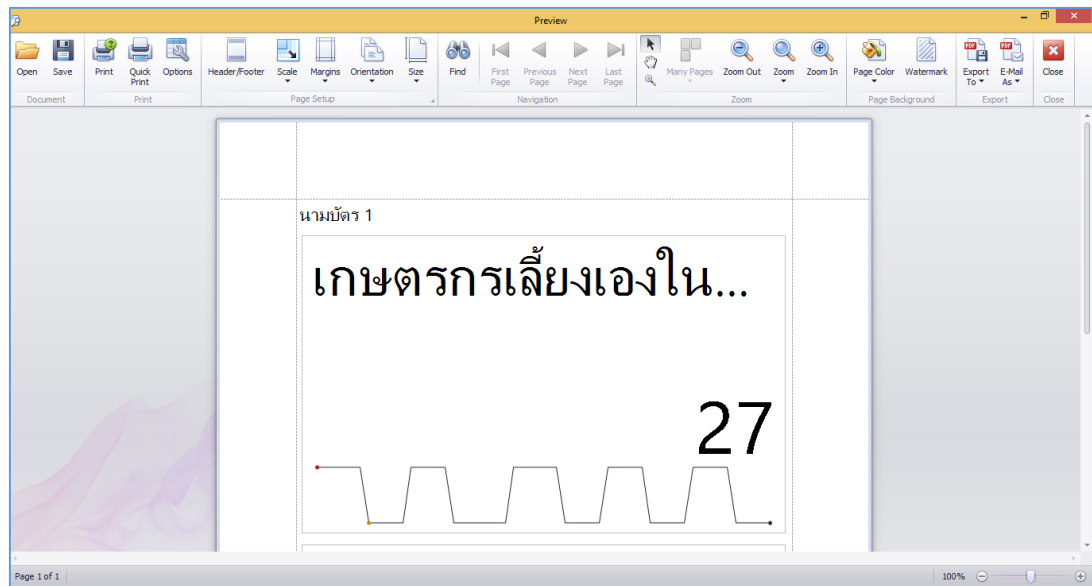 Preview
Open Save Print Quick Print Options Header/Footer Scale Margins Orientation Size Find First Page Previous Page Next Page Last Page Many Pages Zoom Out Zoom Zoom In Page Color Watermark Export To E-Mail As Close
Document Print Page Setup Navigation Zoom Page Background Export Close
นามบัตร 1
เกษตรกรเลี้ยงเองใน...
27
Page 1 of 1 100%